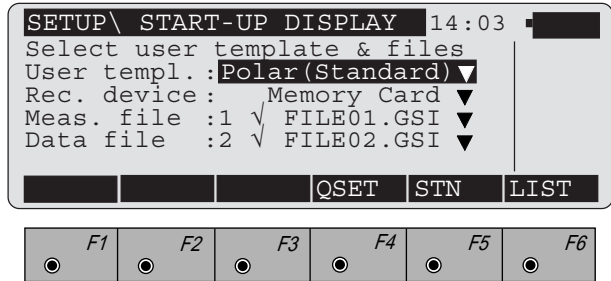 SETUP\ START-UP DISPLAY 14:03
Select user template & files
User templ.:Polar(Standard)▼
Rec. device: Memory Card ▼
Meas. file :1 √ FILE01.GSI ▼
Data file :2 √ FILE02.GSI ▼
QSET STN LIST
F1 F2 F3 F4 F5 F6